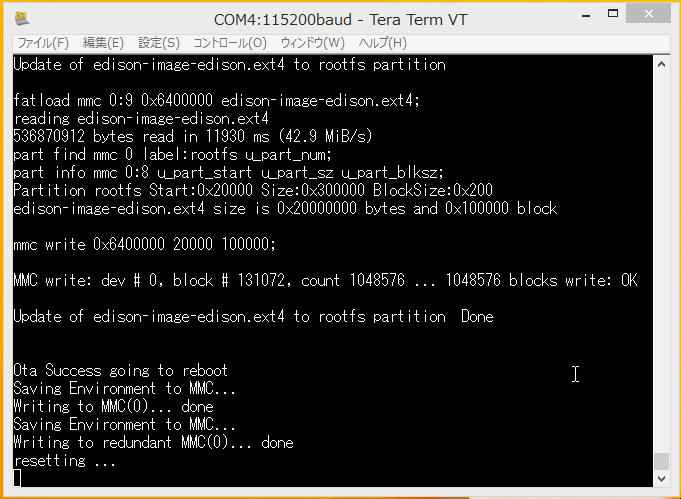 COM4:115200baud - Tera Term VT
ファイル(F) 編集(E) 設定(S) コントロール(O) ウィンドウ(W) ヘルプ(H)
Update of edison-image-edison.ext4 to rootfs partition
fatload mmc 0:9 0x6400000 edison-image-edison.ext4;
reading edison-image-edison.ext4
536870912 bytes read in 11930 ms (42.9 MiB/s)
part find mmc 0 label:rootfs u_part_num;
part info mmc 0:8 u_part_start u_part_sz u_part_blksz;
Partition rootfs Start:0x20000 Size:0x300000 BlockSize:0x200
edison-image-edison.ext4 size is 0x20000000 bytes and 0x100000 block
mmc write 0x6400000 20000 100000;
MMC write: dev # 0, block # 131072, count 1048576 ... 1048576 blocks write: OK
Update of edison-image-edison.ext4 to rootfs partition  Done
Ota Success going to reboot
Saving Environment to MMC...
Writing to MMC(0)... done
Saving Environment to MMC...
Writing to redundant MMC(0)... done
resetting ...